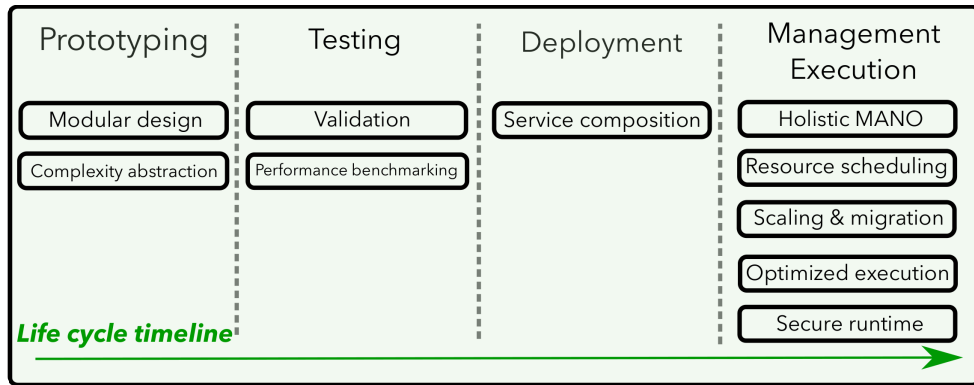 Prototyping
Modular design
Complexity abstraction
Testing
Validation
Performance benchmarking
Deployment
Service composition
Management
Execution
Holistic MANO
Resource scheduling
Scaling & migration
Optimized execution
Secure runtime
Life cycle timeline